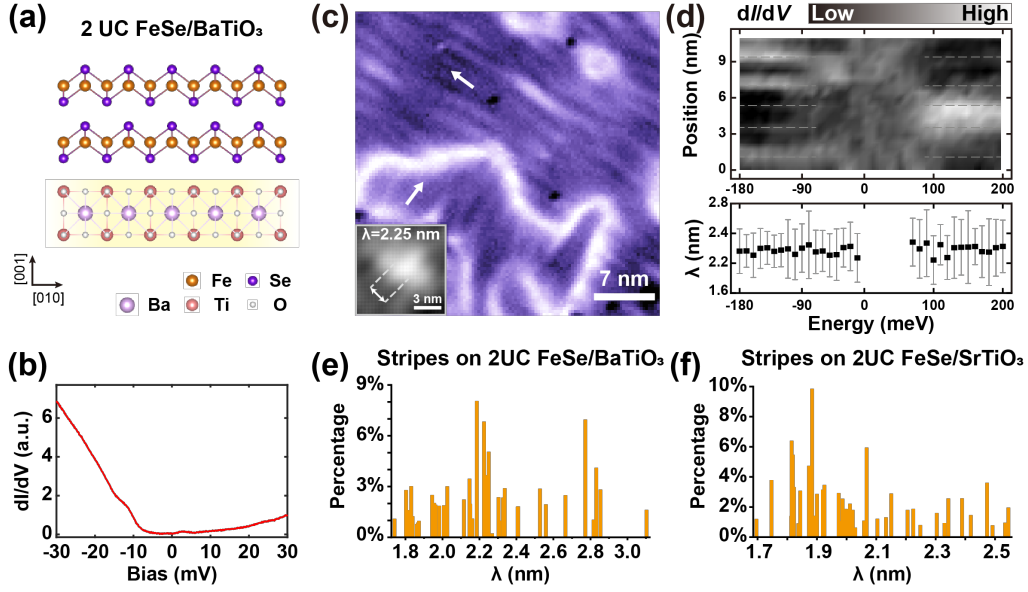 (a)
2 UC FeSe/BaTiO₃
[001]
[010]
Fe Se
Ba Ti O
(b)
dI/dV (a.u.)
6
4
2
0
-30 -20 -10 0 10 20 30
Bias (mV)
(c)
λ=2.25 nm
3 nm
7 nm
(d)
dI/dV Low High
Position (nm)
9
6
3
0
-180 -90 0 100 200
λ (nm)
2.8
2.2
1.6
-180 -90 0 100 200
Energy (meV)
(e)
Stripes on 2UC FeSe/BaTiO₃
Percentage
9%
6%
3%
0%
1.8 2.0 2.2 2.4 2.6 2.8 3.0
λ (nm)
(f)
Stripes on 2UC FeSe/SrTiO₃
Percentage
10%
8%
6%
4%
2%
0%
1.7 1.9 2.1 2.3 2.5
λ (nm)